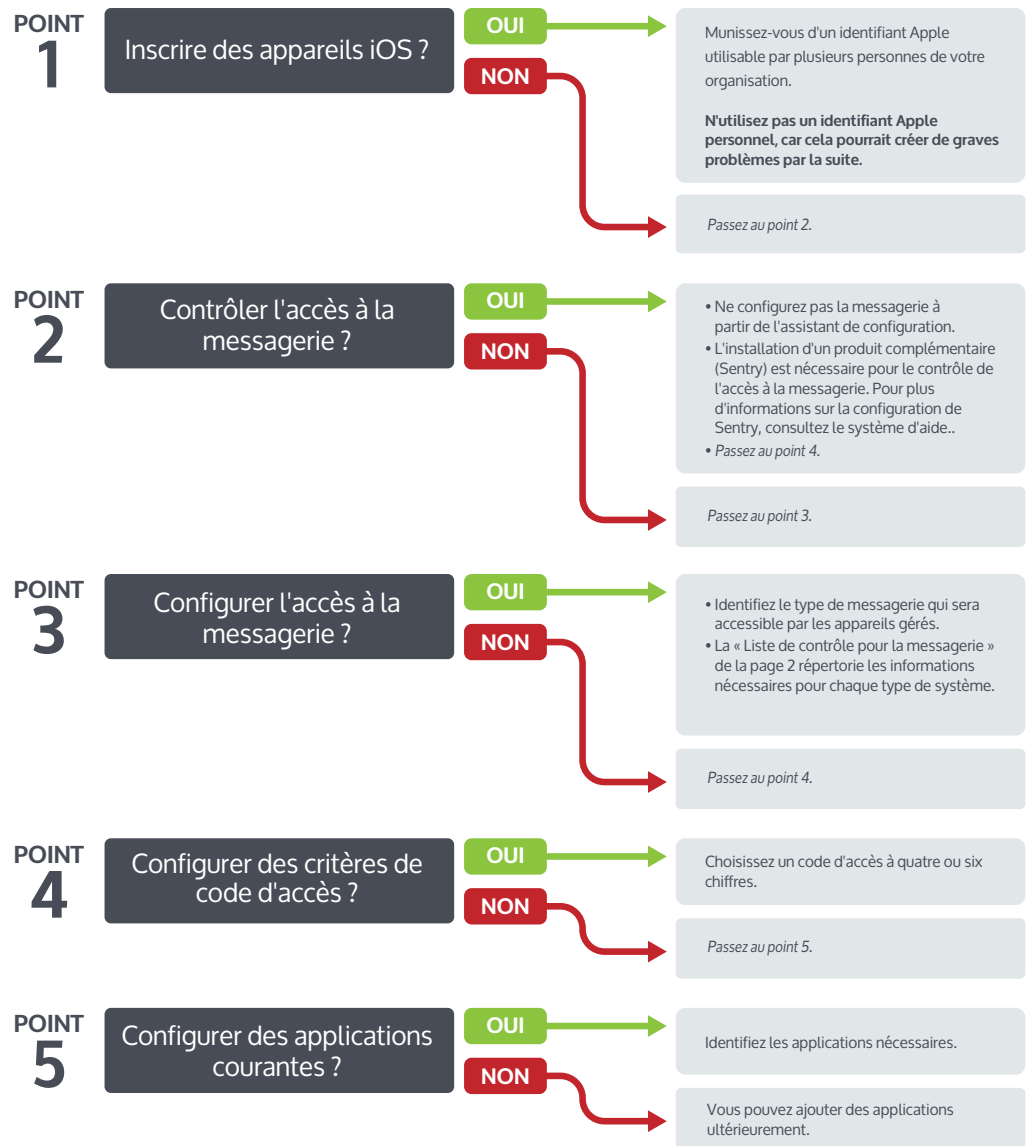 POINT
1
Inscrire des appareils iOS ?
OUI
NON
Munissez-vous d'un identifiant Apple
utilisable par plusieurs personnes de votre
organisation.
N'utilisez pas un identifiant Apple
personnel, car cela pourrait créer de graves
problèmes par la suite.
Passez au point 2.
POINT
2
Contrôler l'accès à la
messagerie ?
OUI
NON
• Ne configurez pas la messagerie à
partir de l'assistant de configuration.
• L'installation d'un produit complémentaire
(Sentry) est nécessaire pour le contrôle de
l'accès à la messagerie. Pour plus
d'informations sur la configuration de
Sentry, consultez le système d'aide..
• Passez au point 4.
Passez au point 3.
POINT
3
Configurer l'accès à la
messagerie ?
OUI
NON
• Identifiez le type de messagerie qui sera
accessible par les appareils gérés.
• La « Liste de contrôle pour la messagerie »
de la page 2 répertorie les informations
nécessaires pour chaque type de système.
Passez au point 4.
POINT
4
Configurer des critères de
code d'accès ?
OUI
NON
Choisissez un code d'accès à quatre ou six
chiffres.
Passez au point 5.
POINT
5
Configurer des applications
courantes ?
OUI
NON
Identifiez les applications nécessaires.
Vous pouvez ajouter des applications
ultérieurement.